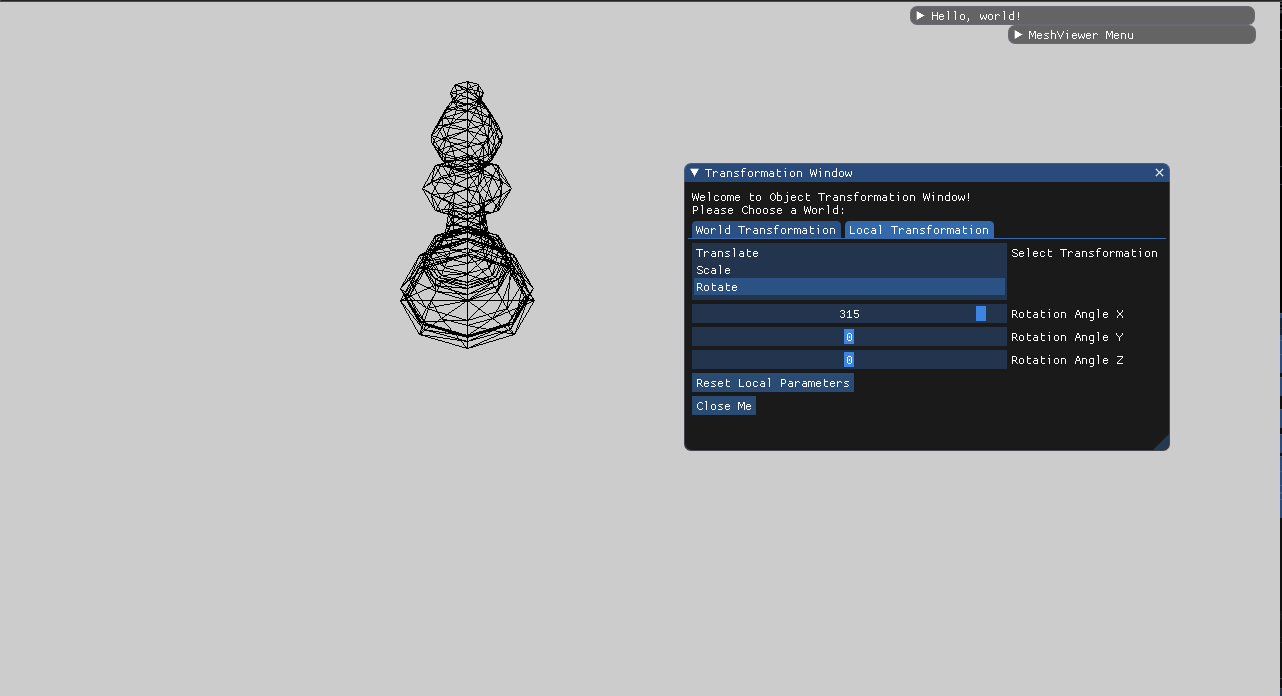 Hello, world!
MeshViewer Menu
Transformation Window
Welcome to Object Transformation Window!
Please Choose a World:
World Transformation Local Transformation
Translate Select Transformation
Scale
Rotate
315 Rotation Angle X
0 Rotation Angle Y
0 Rotation Angle Z
Reset Local Parameters
Close Me